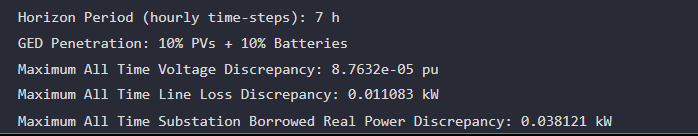 Horizon Period (hourly time-steps): 7 h
GED Penetration: 10% PVs + 10% Batteries
Maximum All Time Voltage Discrepancy: 8.7632e-05 pu
Maximum All Time Line Loss Discrepancy: 0.011083 kW
Maximum All Time Substation Borrowed Real Power Discrepancy: 0.038121 kW